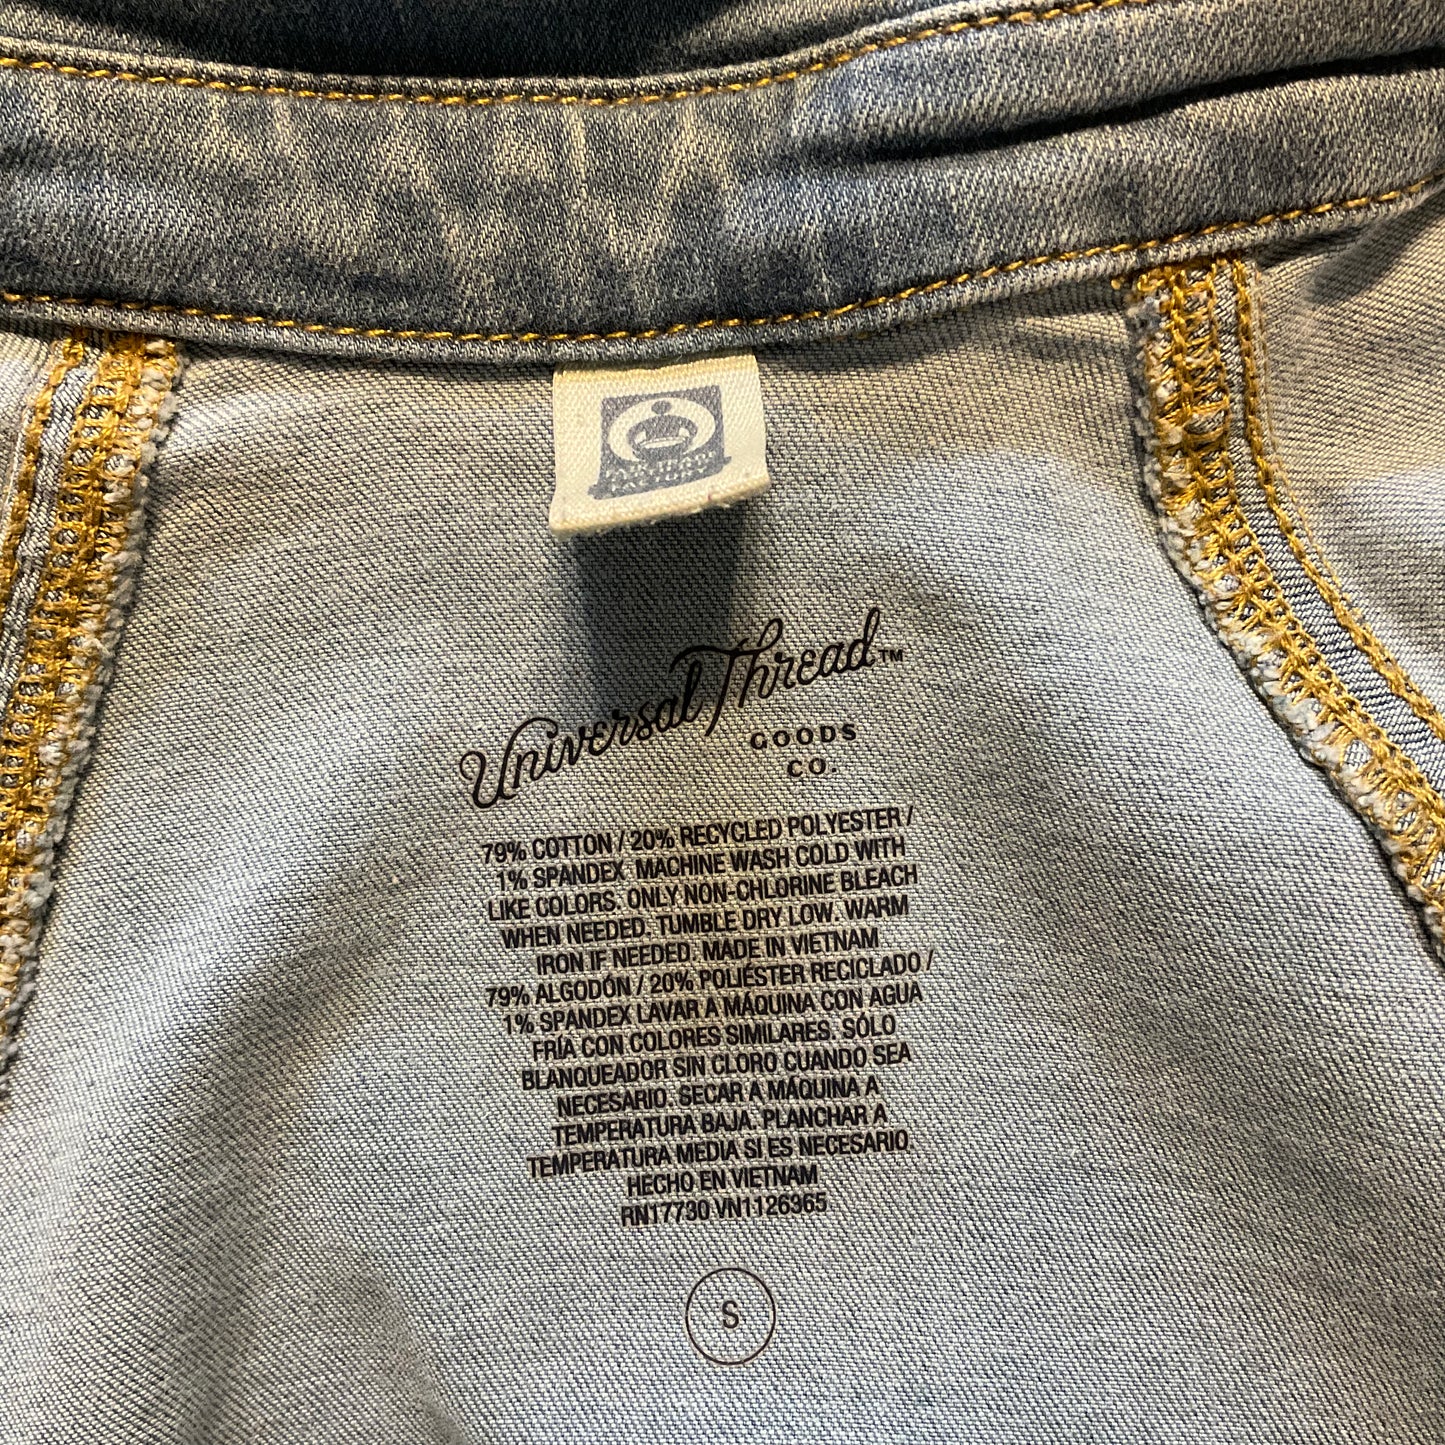 Universal Thread™
GOODS
CO.
79% COTTON / 20% RECYCLED POLYESTER /
1% SPANDEX. MACHINE WASH COLD WITH
LIKE COLORS. ONLY NON-CHLORINE BLEACH
WHEN NEEDED. TUMBLE DRY LOW. WARM
IRON IF NEEDED. MADE IN VIETNAM
79% ALGODÓN / 20% POLIÉSTER RECICLADO /
1% SPANDEX LAVAR A MÁQUINA CON AGUA
FRÍA CON COLORES SIMILARES. SÓLO
BLANQUEADOR SIN CLORO CUANDO SEA
NECESARIO. SECAR A MÁQUINA A
TEMPERATURA BAJA. PLANCHAR A
TEMPERATURA MEDIA SI ES NECESARIO.
HECHO EN VIETNAM
RN17730 VN1126365
S